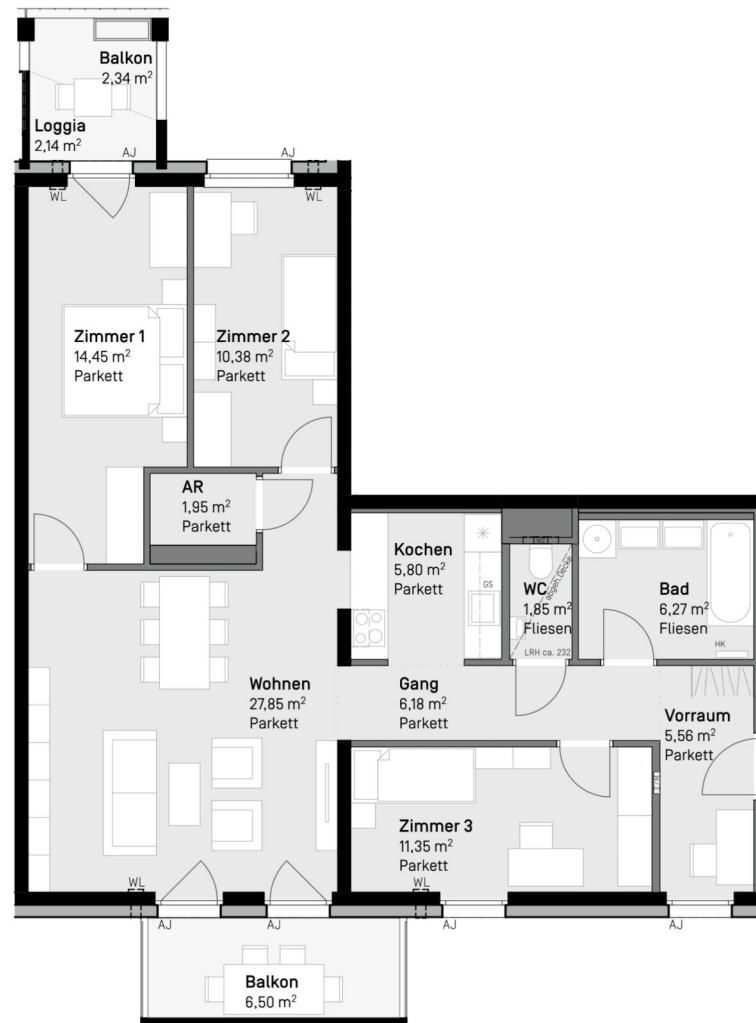 Balkon
2,34 m²
Loggia
2,14 m²
AJ
AJ
WL
WL
Zimmer 1
14,45 m²
Parkett
Zimmer 2
10,38 m²
Parkett
AR
1,95 m²
Parkett
Kochen
5,80 m²
Parkett
GS
WC
1,85 m²
Fliesen
abgeh.Decke
LRH ca. 232
Bad
6,27 m²
Fliesen
HK
Wohnen
27,85 m²
Parkett
Gang
6,18 m²
Parkett
Vorraum
5,56 m²
Parkett
Zimmer 3
11,35 m²
Parkett
WL
WL
AJ
AJ
AJ
AJ
Balkon
6,50 m²